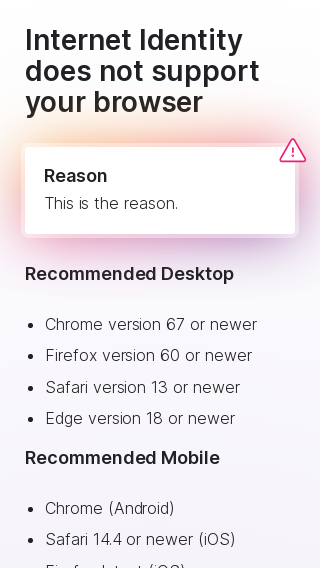 Internet Identity
does not support
your browser
Reason
This is the reason.
Recommended Desktop
Chrome version 67 or newer
Firefox version 60 or newer
Safari version 13 or newer
Edge version 18 or newer
Recommended Mobile
Chrome (Android)
Safari 14.4 or newer (iOS)